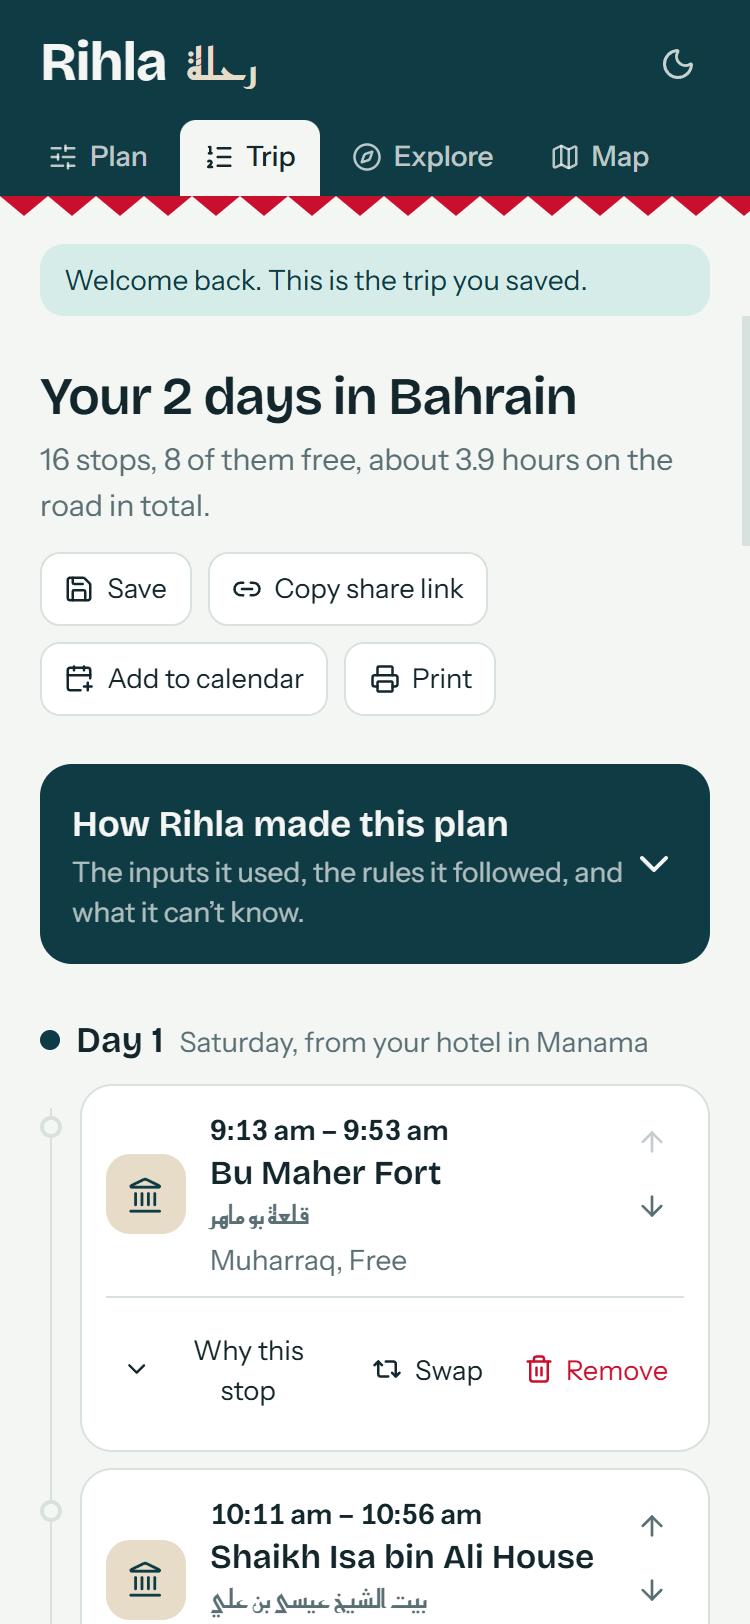 Rihla رحلة
Plan
Trip
Explore
Map
Welcome back. This is the trip you saved.
Your 2 days in Bahrain
16 stops, 8 of them free, about 3.9 hours on the
road in total.
Save
Copy share link
Add to calendar
Print
How Rihla made this plan
The inputs it used, the rules it followed, and
what it can’t know.
Day 1 Saturday, from your hotel in Manama
9:13 am – 9:53 am
Bu Maher Fort
قلعة بو ماهر
Muharraq, Free
Why this
stop
Swap
Remove
10:11 am – 10:56 am
Shaikh Isa bin Ali House
بيت الشيخ عيسى بن علي